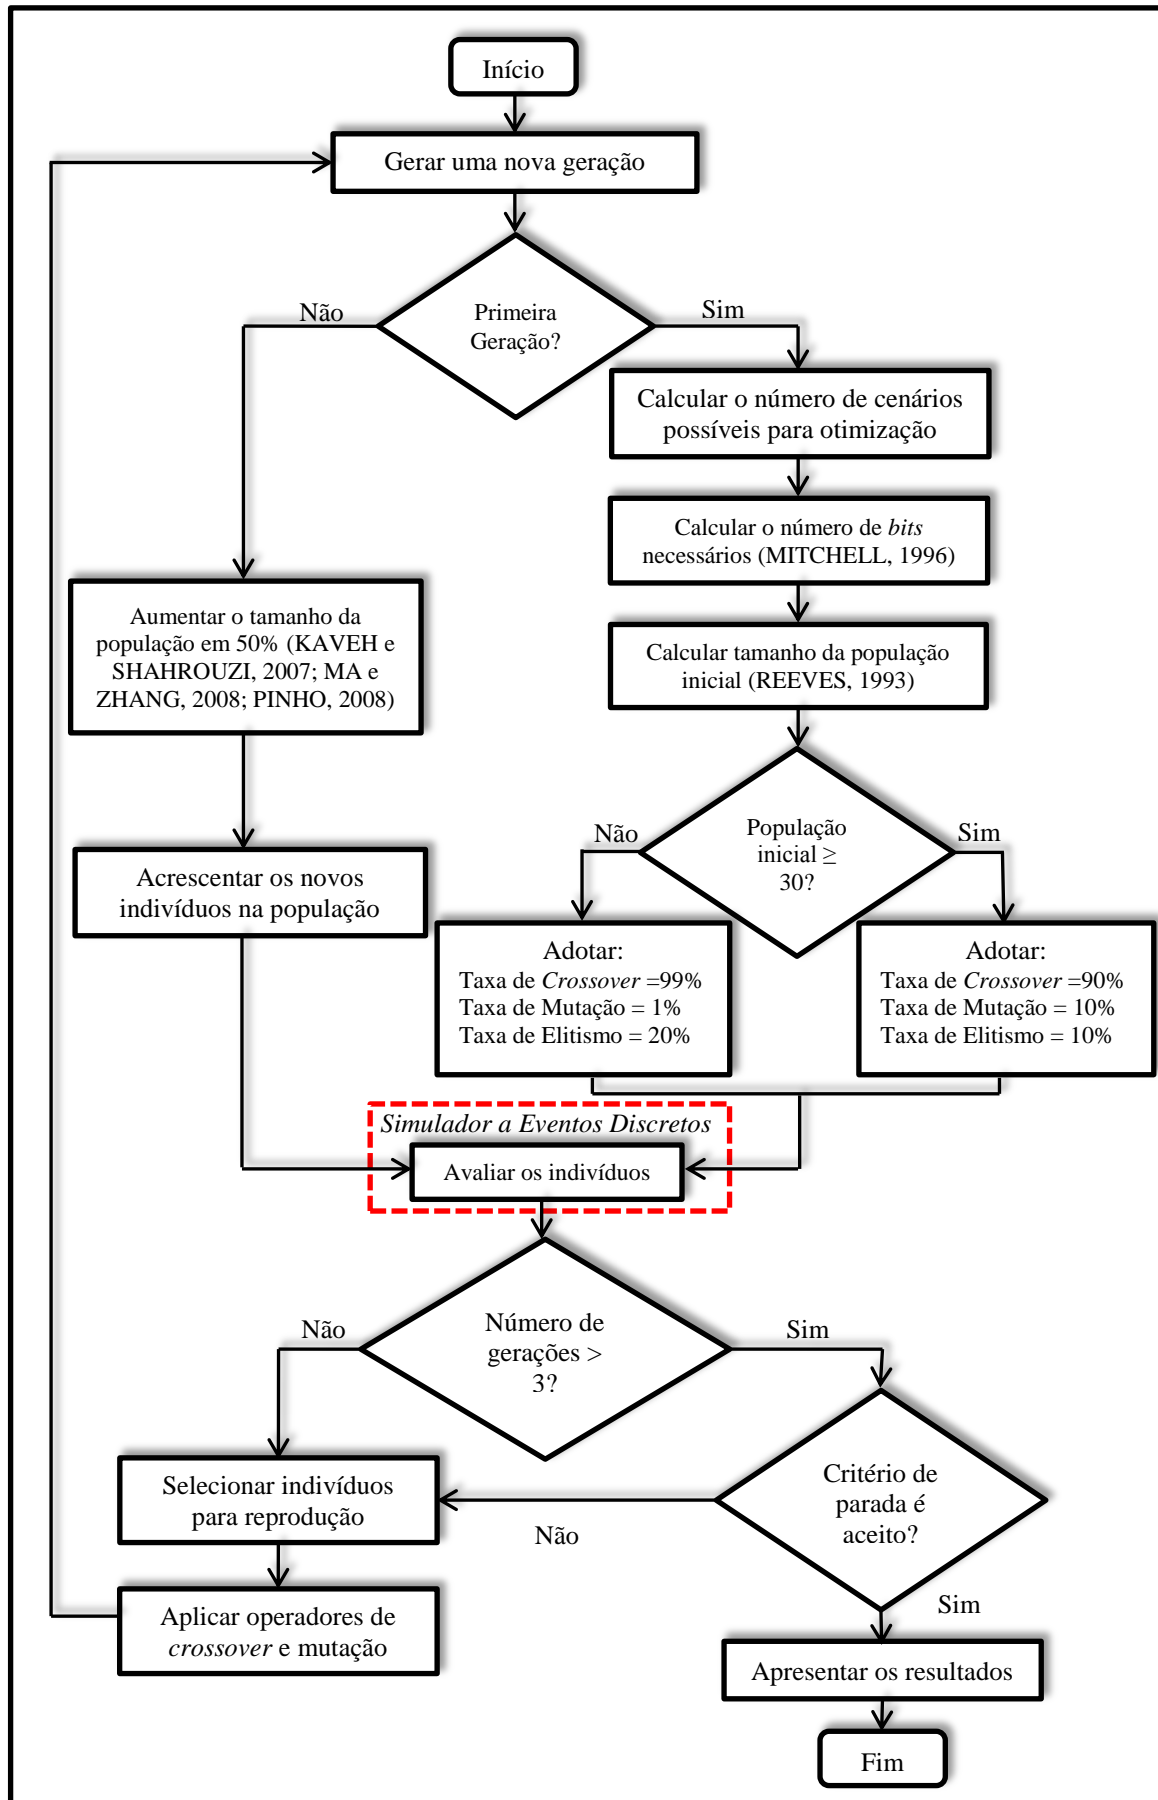 Início
Gerar uma nova geração
Primeira
Geração?
Não
Sim
Calcular o número de cenários
possíveis para otimização
Calcular o número de bits
necessários (MITCHELL, 1996)
Calcular tamanho da população
inicial (REEVES, 1993)
Aumentar o tamanho da
população em 50% (KAVEH e
SHAHROUZI, 2007; MA e
ZHANG, 2008; PINHO, 2008)
Acrescentar os novos
indivíduos na população
População
inicial ≥
30?
Não
Sim
Adotar:
Taxa de Crossover =99%
Taxa de Mutação = 1%
Taxa de Elitismo = 20%
Adotar:
Taxa de Crossover =90%
Taxa de Mutação = 10%
Taxa de Elitismo = 10%
Simulador a Eventos Discretos
Avaliar os indivíduos
Número de
gerações >
3?
Não
Sim
Critério de
parada é
aceito?
Não
Sim
Selecionar indivíduos
para reprodução
Aplicar operadores de
crossover e mutação
Apresentar os resultados
Fim